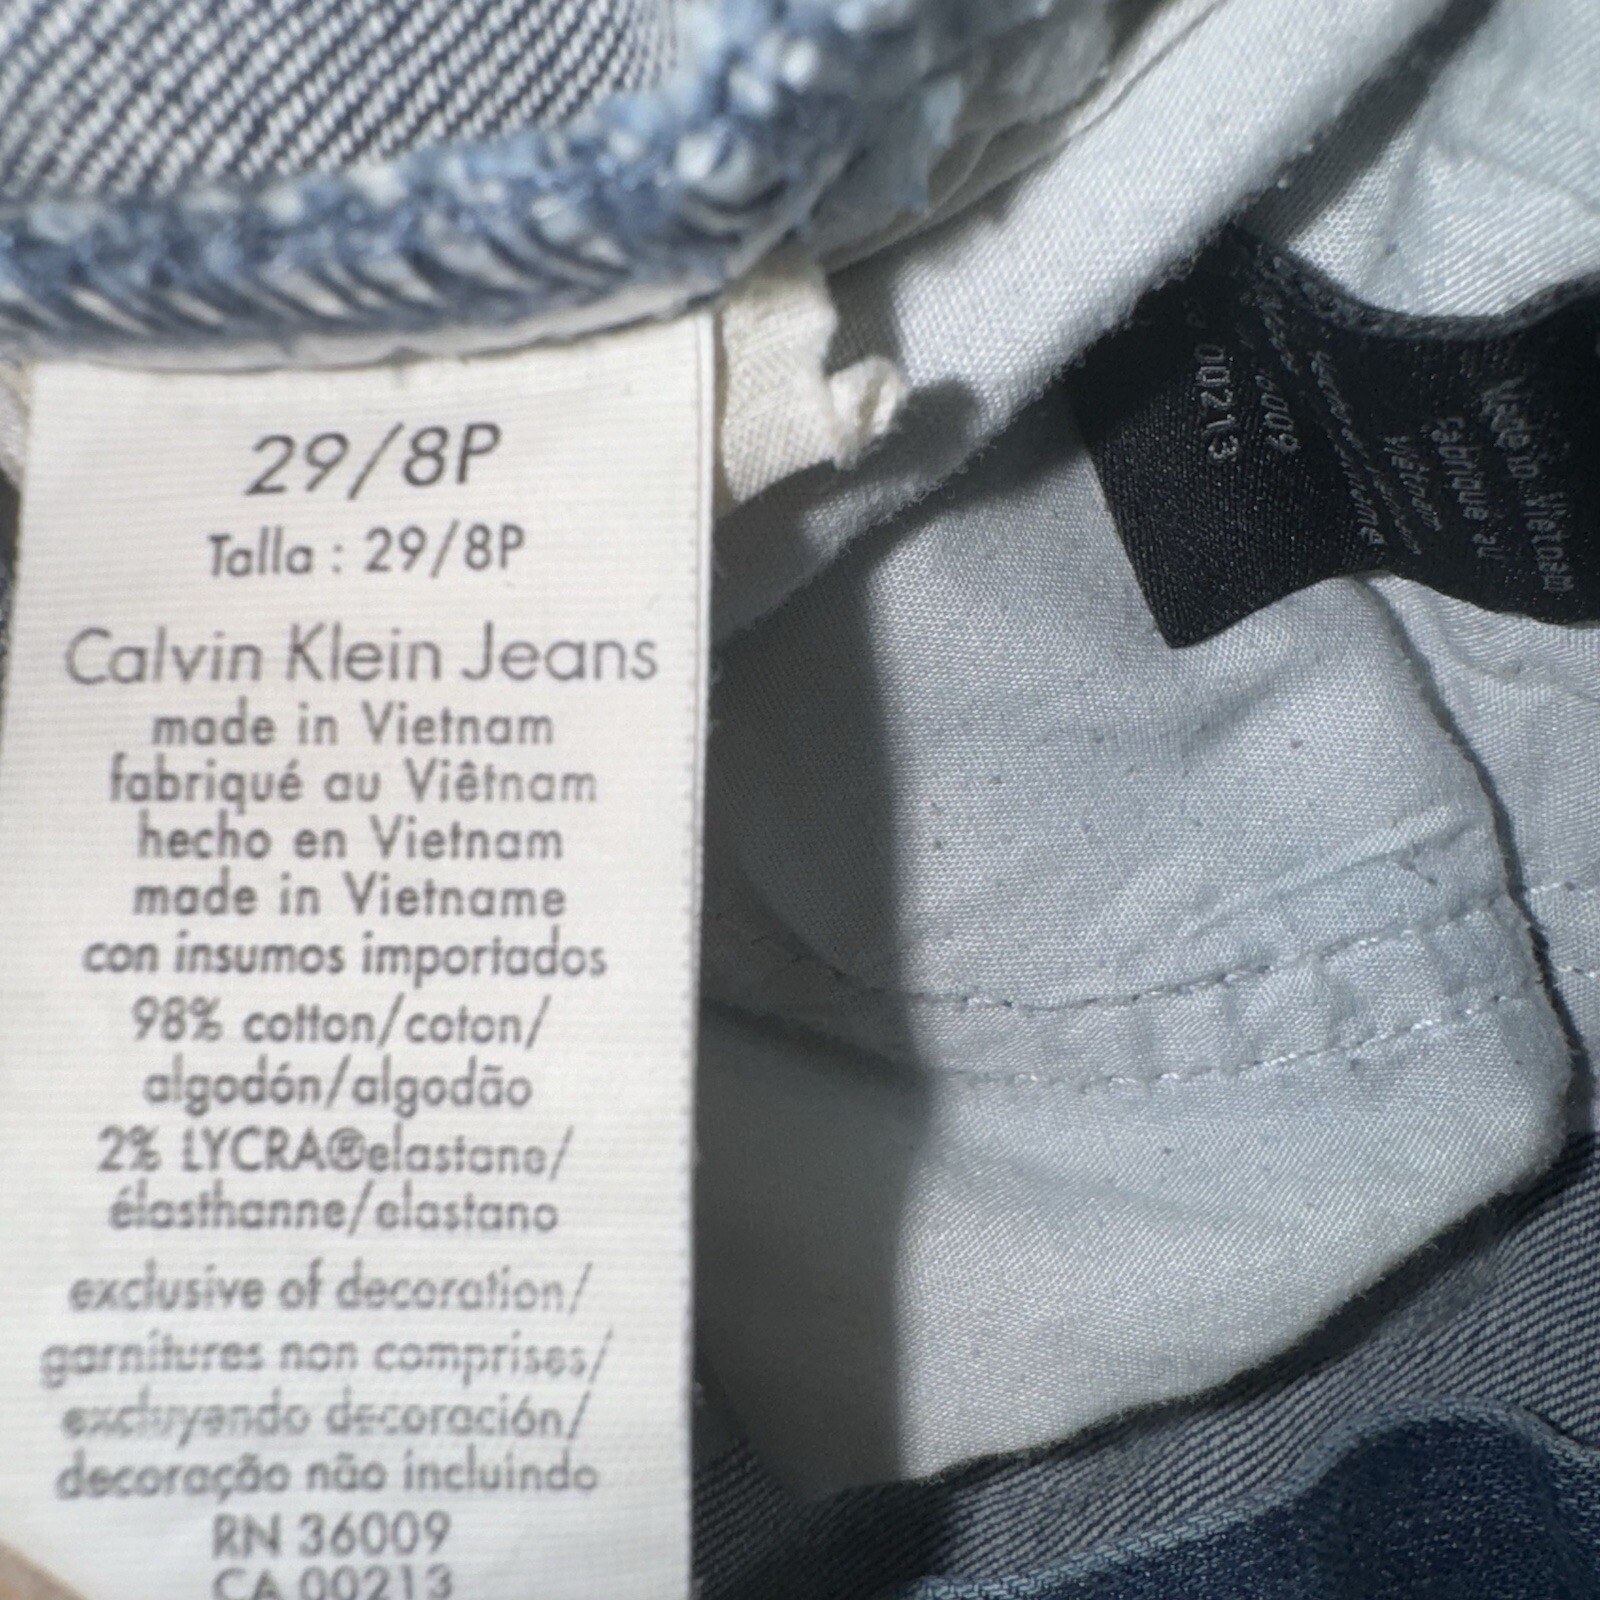 29/8P
Talla : 29/8P
Calvin Klein Jeans
made in Vietnam
fabriqué au Viêtnam
hecho en Vietnam
made in Vietname
con insumos importados
98% cotton/coton/
algodón/algodão
2% LYCRA®elastane/
élasthanne/elastano
exclusive of decoration/
garnitures non comprises/
excluyendo decoración/
decoração não incluindo
RN 36009
CA 00213
00213